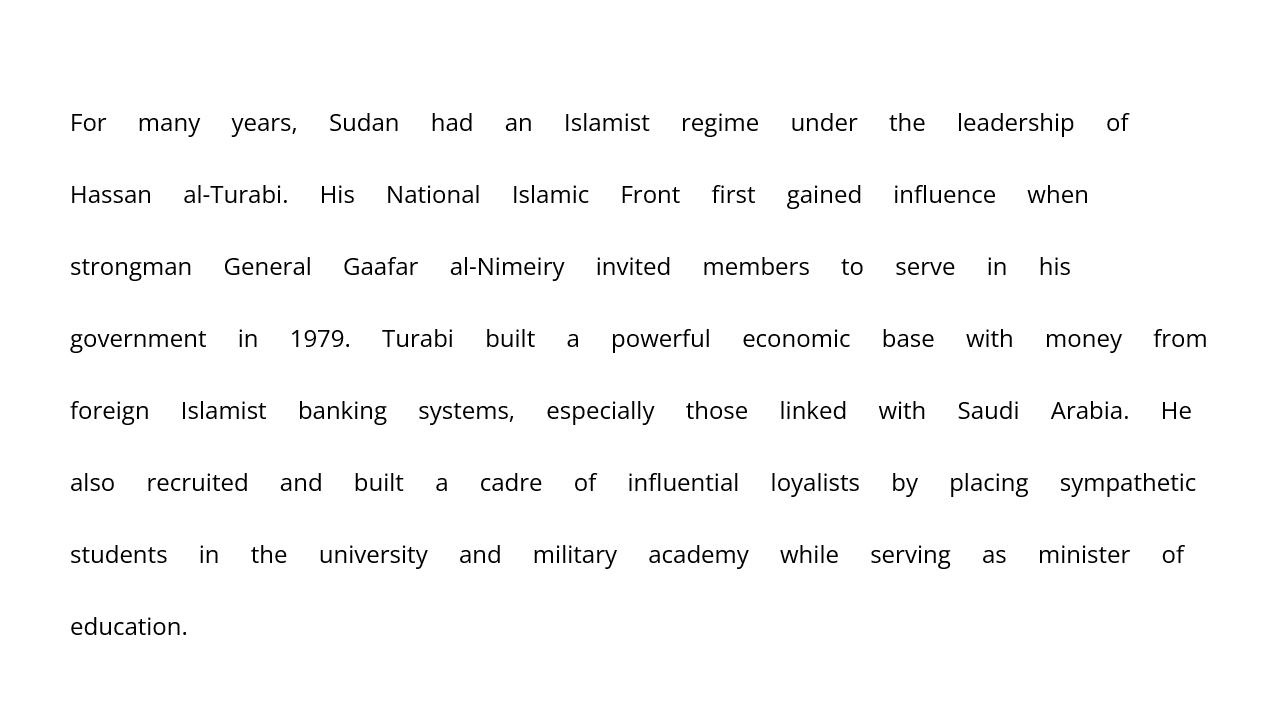 For many years, Sudan had an Islamist regime under the leadership of
Hassan al-Turabi. His National Islamic Front first gained influence when
strongman General Gaafar al-Nimeiry invited members to serve in his
government in 1979. Turabi built a powerful economic base with money from
foreign Islamist banking systems, especially those linked with Saudi Arabia. He
also recruited and built a cadre of influential loyalists by placing sympathetic
students in the university and military academy while serving as minister of
education.